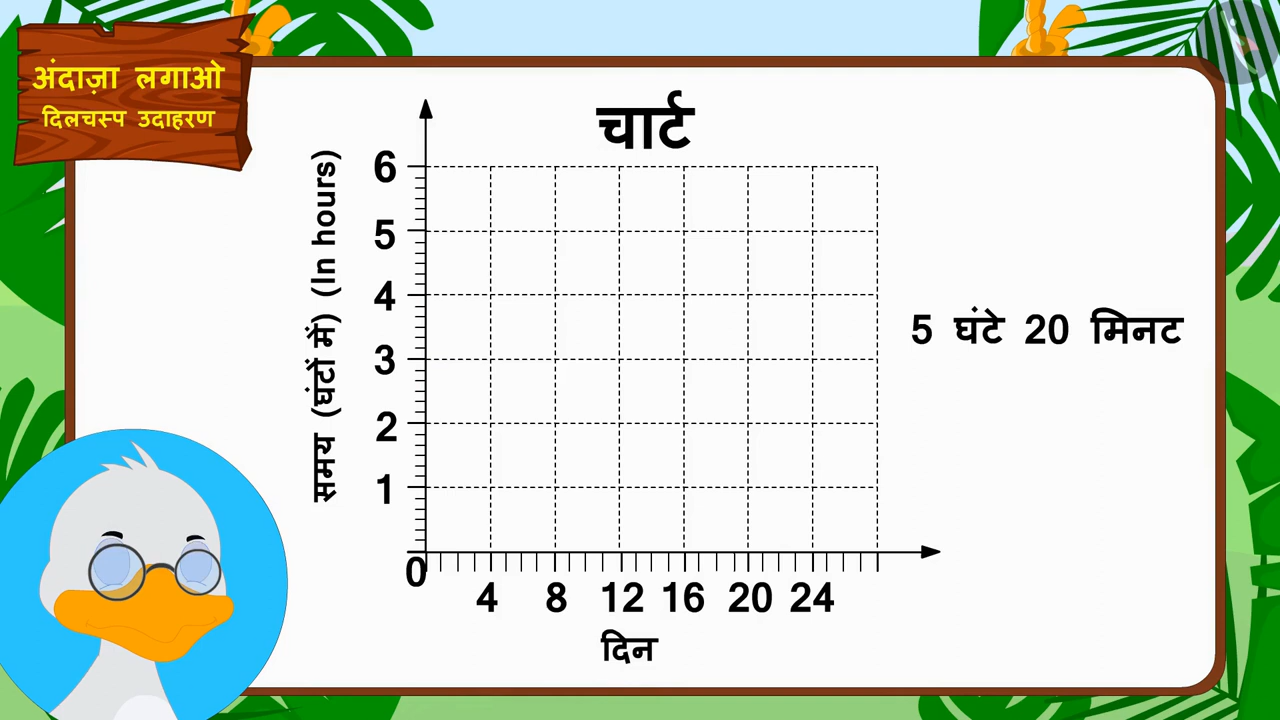 अंदाज़ा लगाओ
दिलचस्प उदाहरण
चार्ट
समय (घंटों में) (In hours)
6
5
4
3
2
1
0
4 8 12 16 20 24
दिन
5 घंटे 20 मिनट